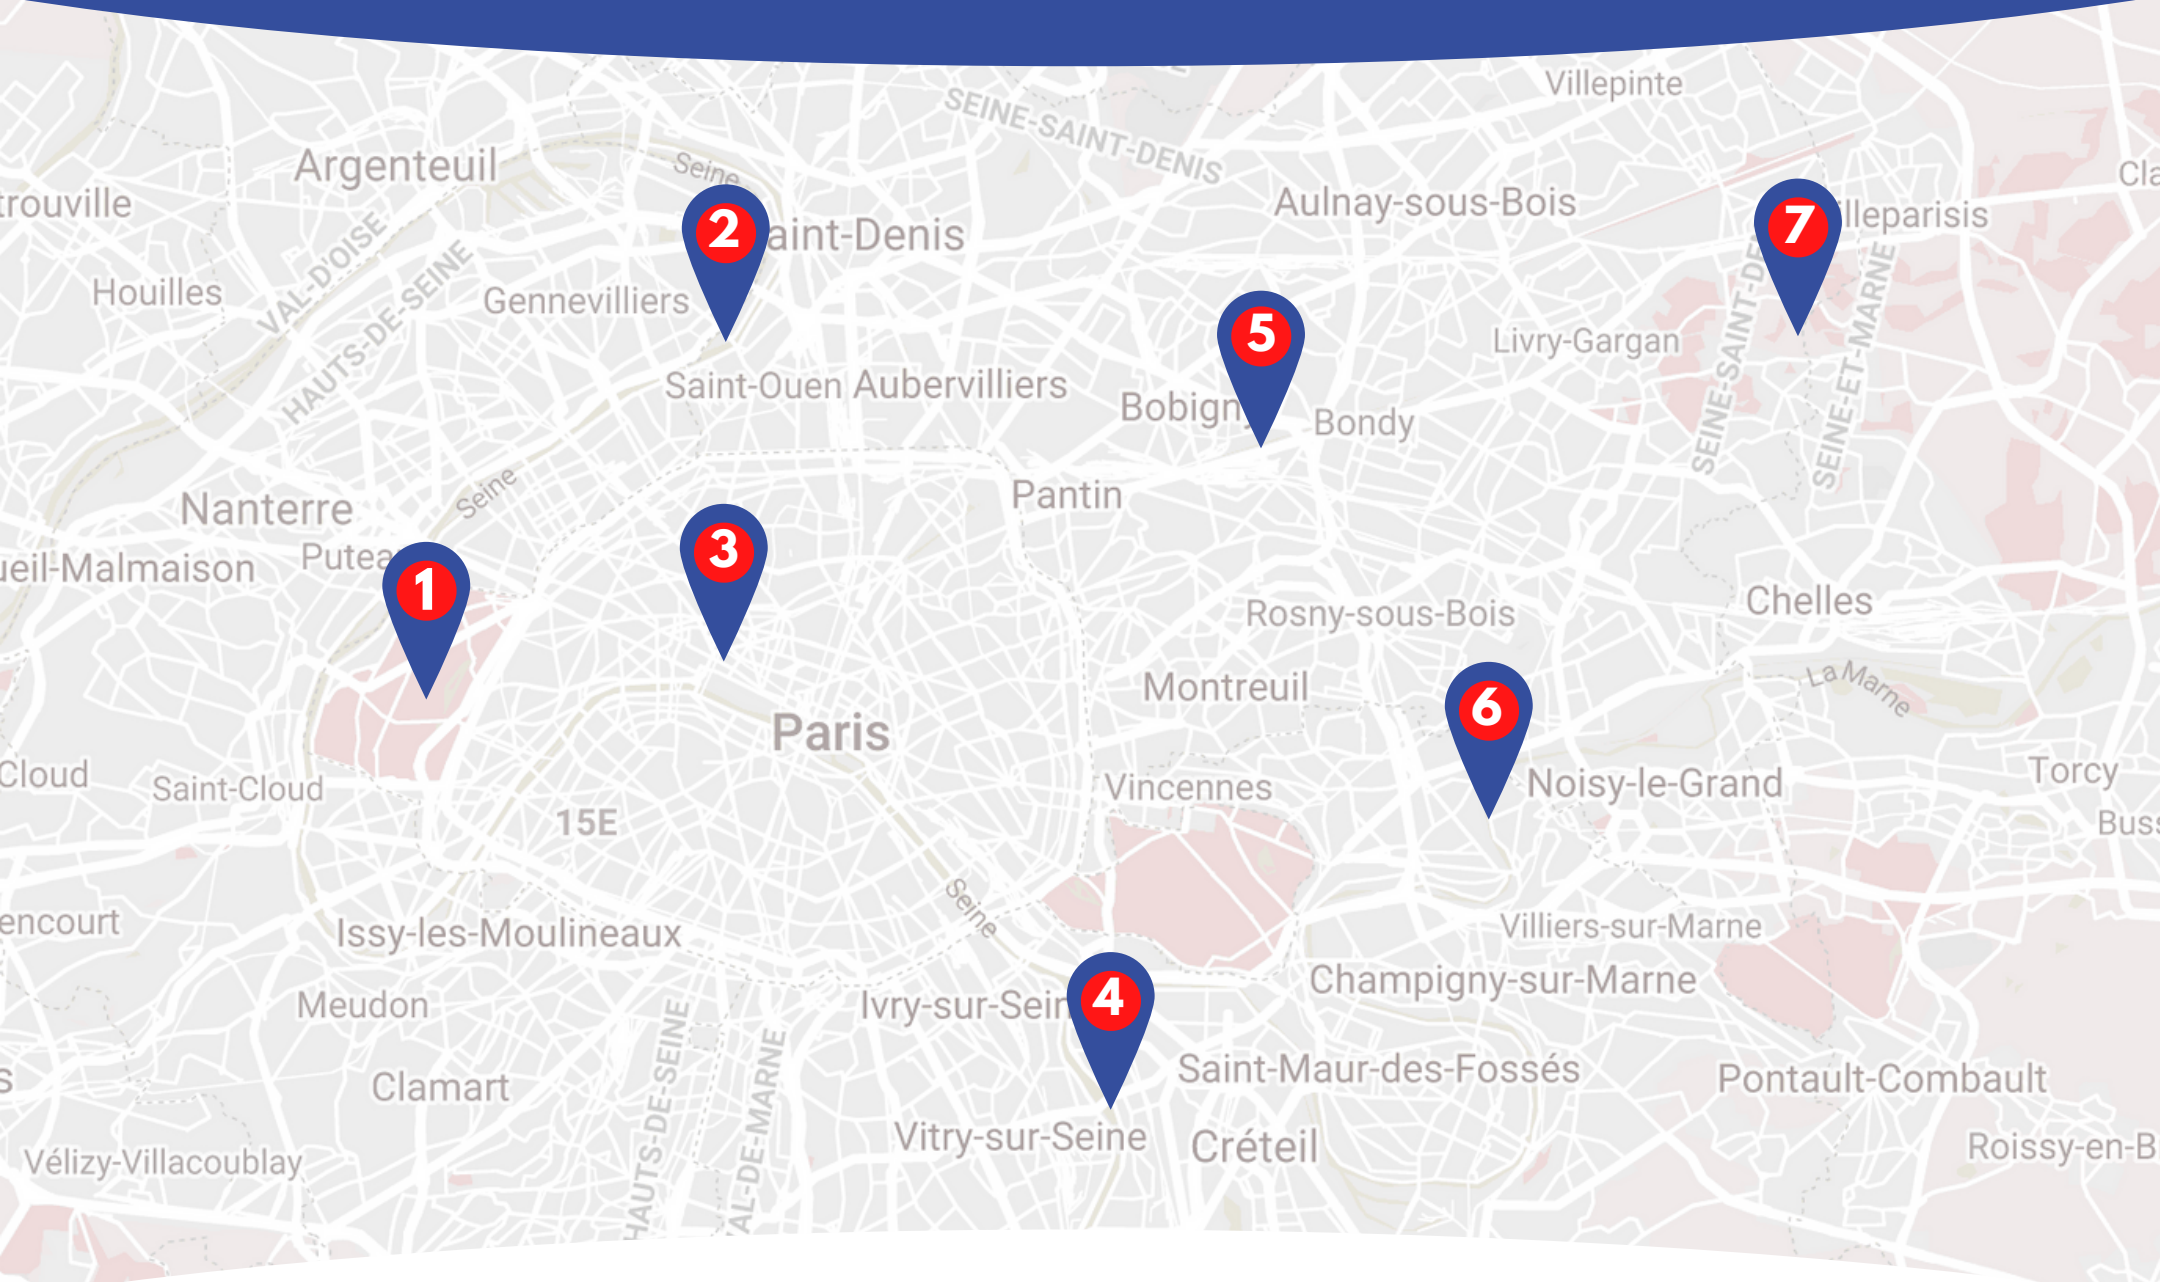 Villepinte
SEINE-SAINT-DENIS
Argenteuil
Seine
Cla
trouville
Aulnay-sous-Bois
2
aint-Denis
7
illeparisis
VAL-D'OISE
HAUTS-DE-SEINE
Houilles
Gennevilliers
5
Livry-Gargan
SEINE-SAINT-DE
SEINE-ET-MARNE
Saint-Ouen
Aubervilliers
Bobigny
Bondy
Seine
Pantin
Nanterre
Putea
ueil-Malmaison
1
3
Chelles
Rosny-sous-Bois
La Marne
Montreuil
6
Paris
Cloud
Saint-Cloud
Vincennes
Noisy-le-Grand
Torcy
15E
Buss
Seine
encourt
Issy-les-Moulineaux
Villiers-sur-Marne
Champigny-sur-Marne
Meudon
Ivry-sur-Sein
4
HAUTS-DE-SEINE
VAL-DE-MARNE
Saint-Maur-des-Fossés
Pontault-Combault
s
Clamart
Vitry-sur-Seine
Créteil
Roissy-en-B
Vélizy-Villacoublay